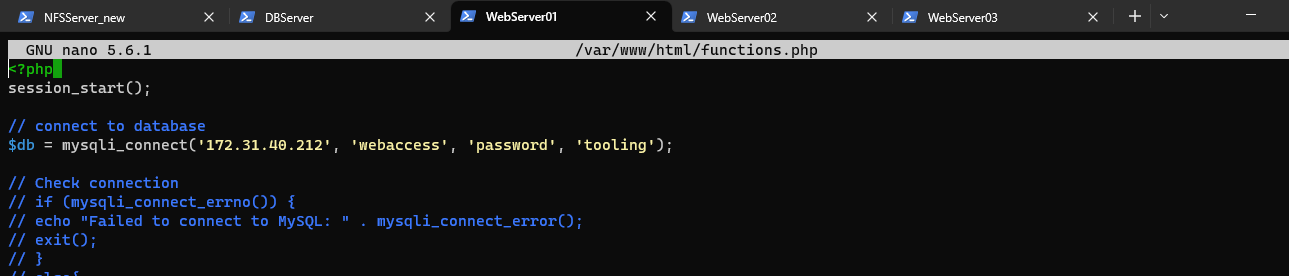 NFSServer_new DBServer WebServer01 WebServer02 WebServer03
GNU nano 5.6.1 /var/www/html/functions.php
<?php
session_start();
// connect to database
$db = mysqli_connect('172.31.40.212', 'webaccess', 'password', 'tooling');
// Check connection
// if (mysqli_connect_errno()) {
// echo "Failed to connect to MySQL: " . mysqli_connect_error();
// exit();
// }
// else{